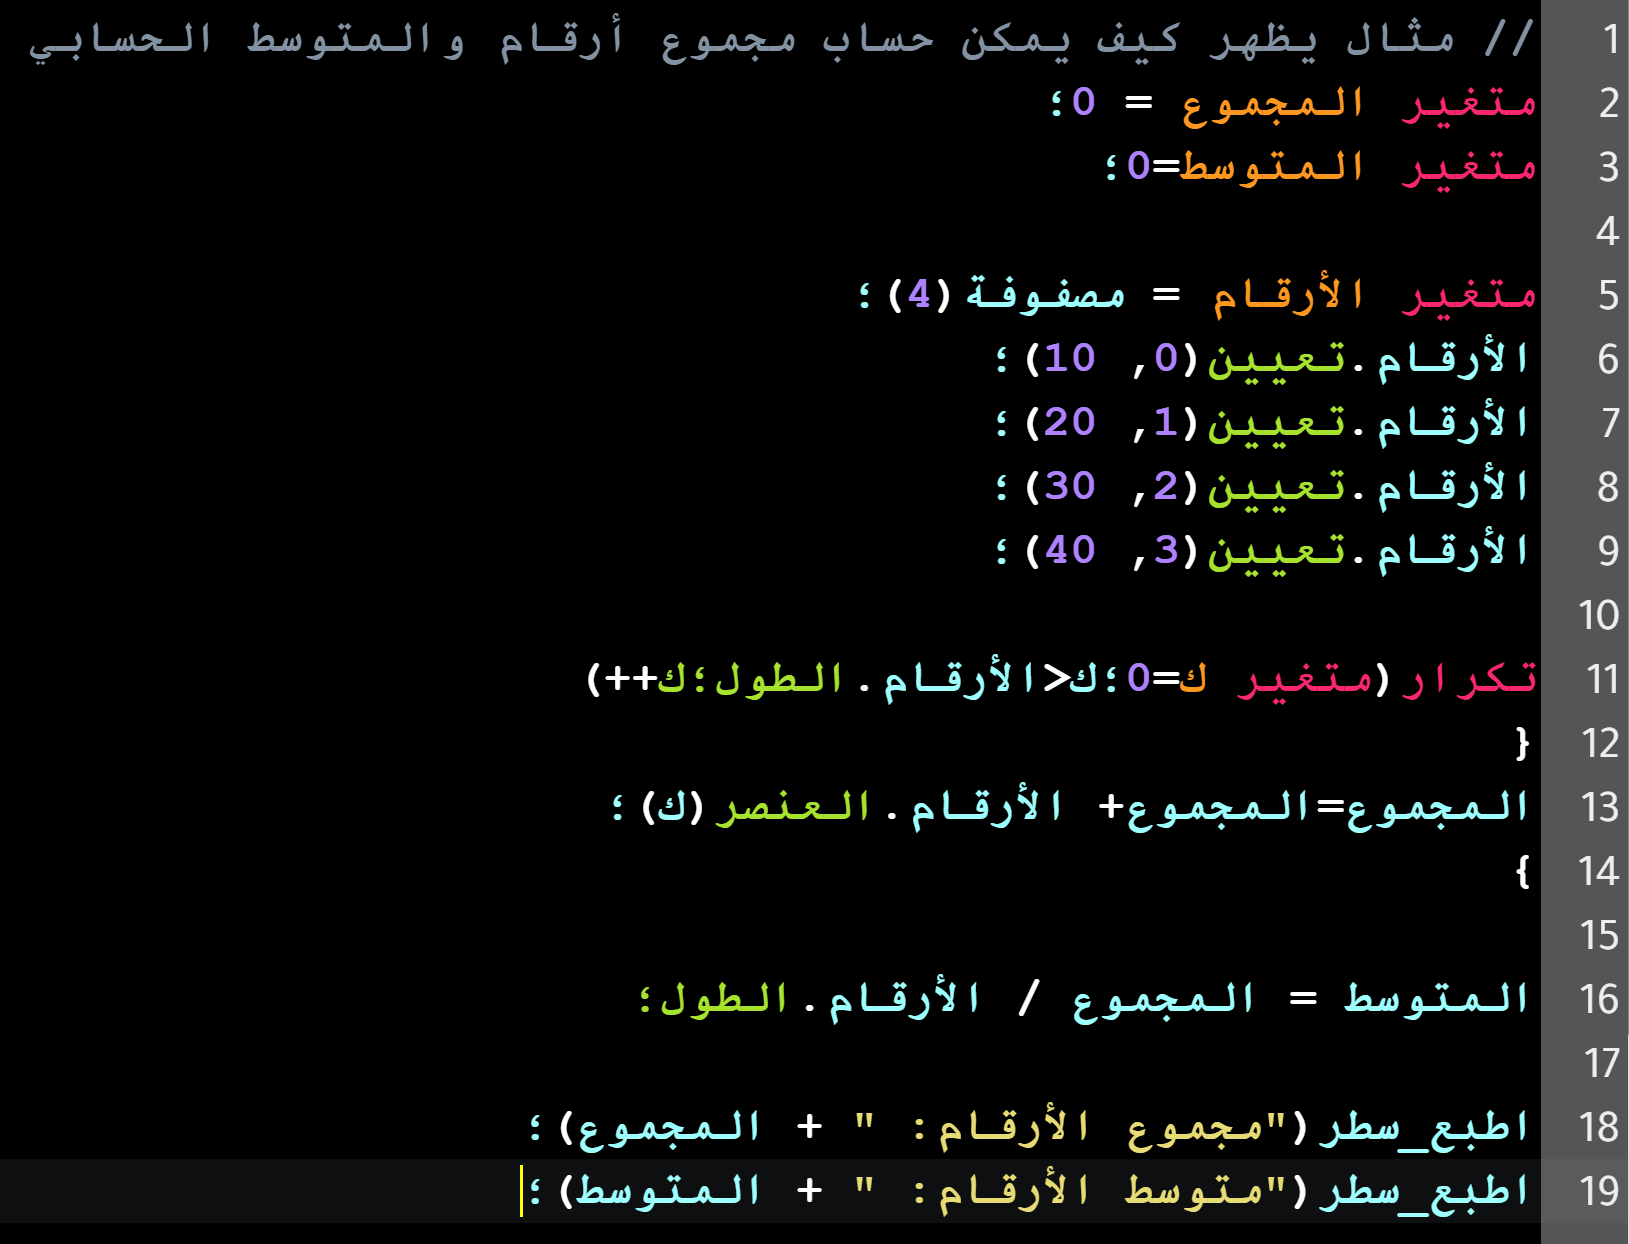 1 // مثال يظهر كيف يمكن حساب مجموع أرقام والمتوسط الحسابي
2 متغير المجموع = 0؛
3 متغير المتوسط=0؛
4
5 متغير الأرقام = مصفوفة(4)؛
6 الأرقام.تعيين(0, 10)؛
7 الأرقام.تعيين(1, 20)؛
8 الأرقام.تعيين(2, 30)؛
9 الأرقام.تعيين(3, 40)؛
10
11 تكرار(متغير ك=0؛ك<الأرقام.الطول؛ك++)
12 {
13 المجموع=المجموع+ الأرقام.العنصر(ك)؛
14 }
15
16 المتوسط = المجموع / الأرقام.الطول؛
17
18 اطبع_سطر("مجموع الأرقام: " + المجموع)؛
19 اطبع_سطر("متوسط الأرقام: " + المتوسط)؛